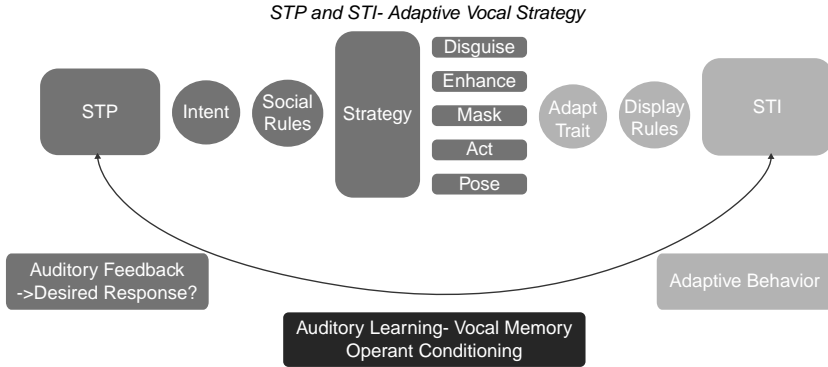 STP and STI- Adaptive Vocal Strategy
STP
Intent
Social
Rules
Strategy
Disguise
Enhance
Mask
Act
Pose
Adapt
Trait
Display
Rules
STI
Auditory Feedback
->Desired Response?
Adaptive Behavior
Auditory Learning- Vocal Memory
Operant Conditioning